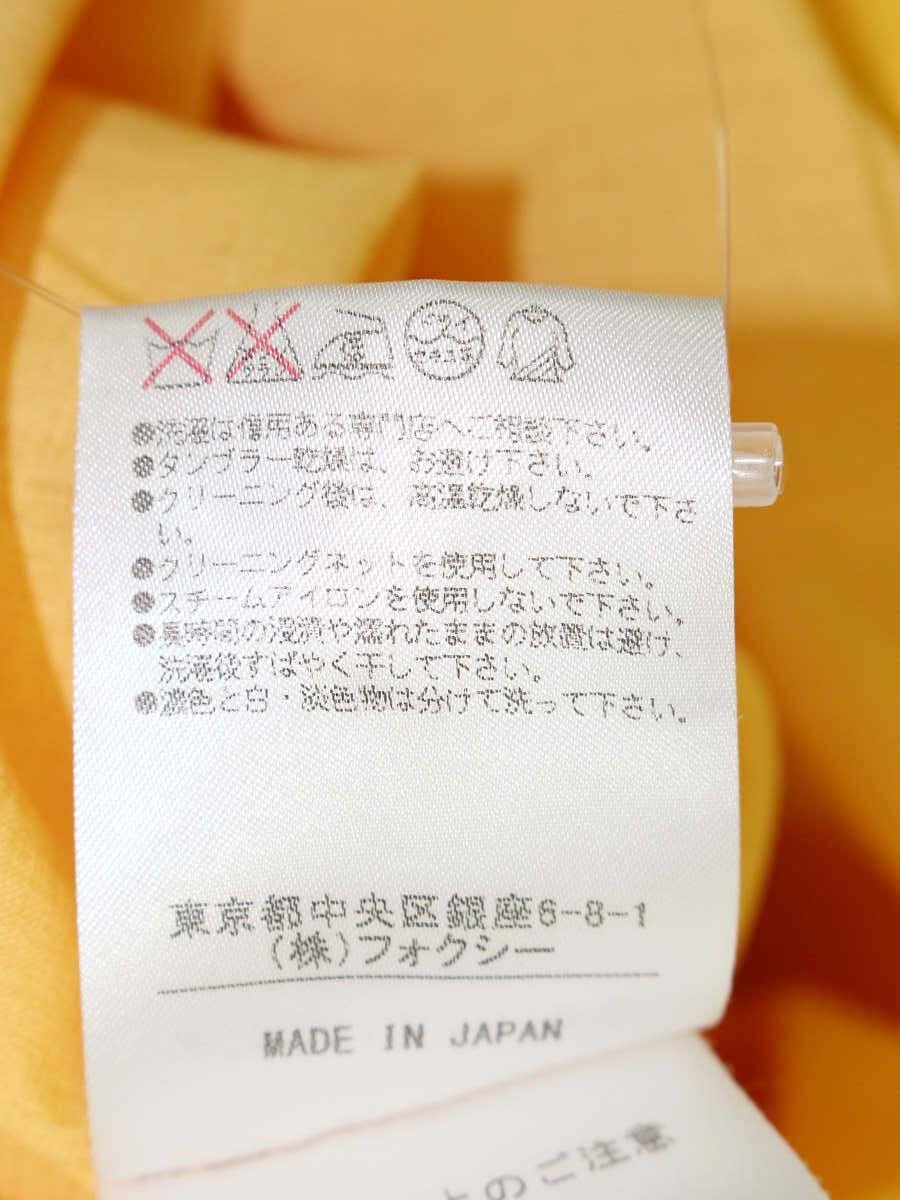 ●洗濯は信用ある専門店へご相談下さい。
●タンブラー乾燥は、お避け下さい。
●クリーニング後は、高温乾燥しないで下さ
い。
●クリーニングネットを使用して下さい。
●スチームアイロンを使用しないで下さい。
●長時間の浸漬や濡れたままの放置は避け、
洗濯後すばやく干して下さい。
●濃色と白・淡色物は分けて洗って下さい。
東京都中央区銀座6-8-1
(株)フォクシー
MADE IN JAPAN
のご注意